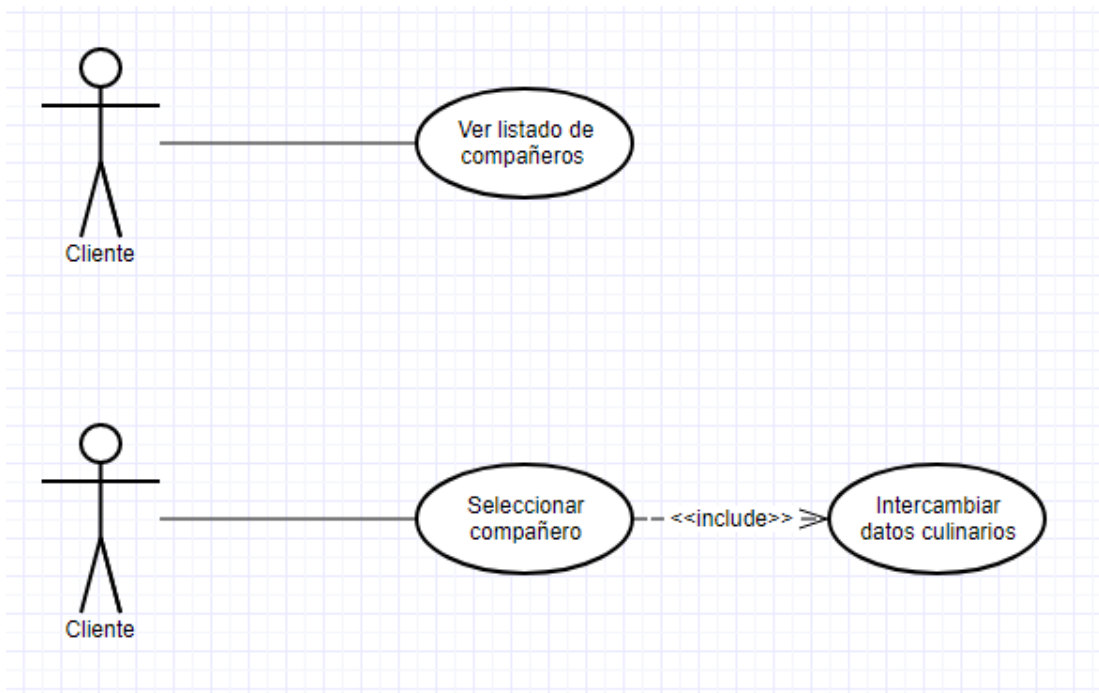 Ver listado de
compañeros
Cliente
Seleccionar
compañero
<<include>>
Intercambiar
datos culinarios
Cliente